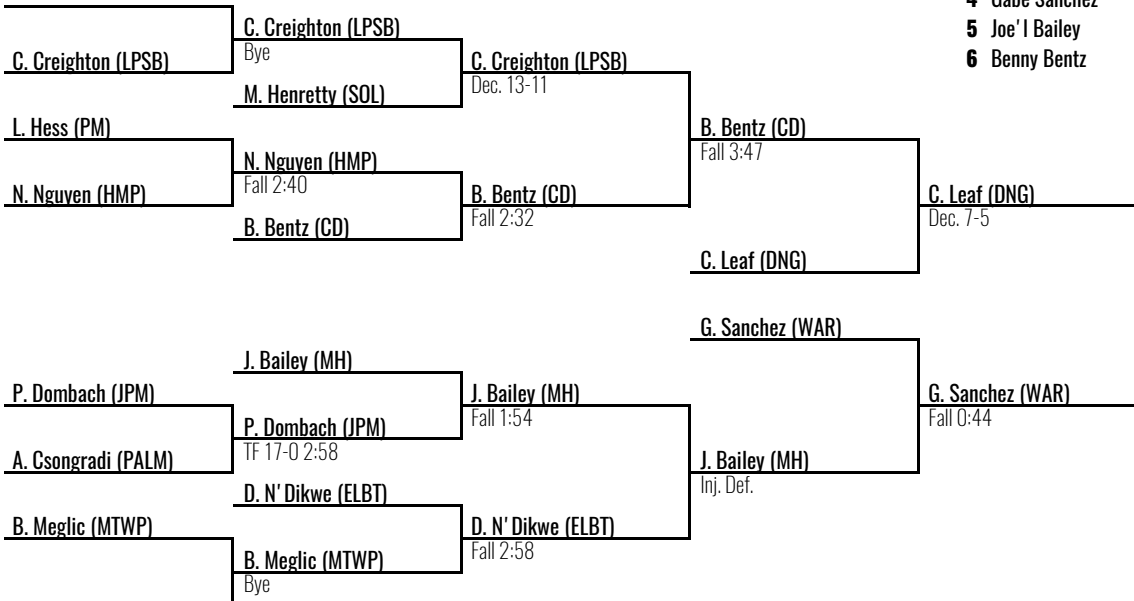 4 Gabe Sanchez
5 Joe'l Bailey
6 Benny Bentz
C. Creighton (LPSB)
Bye
C. Creighton (LPSB)
C. Creighton (LPSB)
Dec. 13-11
M. Henretty (SOL)
L. Hess (PM)
B. Bentz (CD)
Fall 3:47
N. Nguyen (HMP)
Fall 2:40
N. Nguyen (HMP)
B. Bentz (CD)
Fall 2:32
C. Leaf (DNG)
Dec. 7-5
B. Bentz (CD)
C. Leaf (DNG)
G. Sanchez (WAR)
J. Bailey (MH)
P. Dombach (JPM)
J. Bailey (MH)
Fall 1:54
G. Sanchez (WAR)
Fall 0:44
P. Dombach (JPM)
TF 17-0 2:58
A. Csongradi (PALM)
J. Bailey (MH)
Inj. Def.
D. N'Dikwe (ELBT)
B. Meglic (MTWP)
D. N'Dikwe (ELBT)
Fall 2:58
B. Meglic (MTWP)
Bye